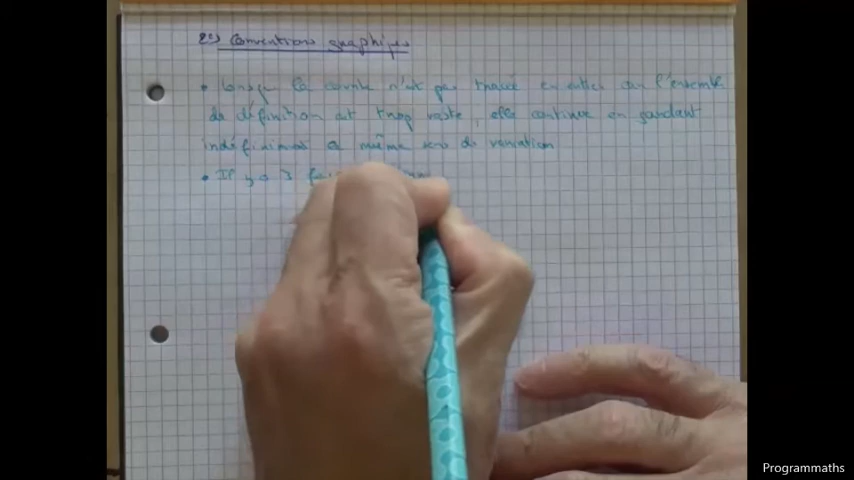 2°) Conventions graphiques
• Lorsque la courbe n'est pas tracée en entier car l'ensemble
de définition est trop vaste, elle continue en gardant
indéfiniment le même sens de variation
• Il y a 3
Programmaths